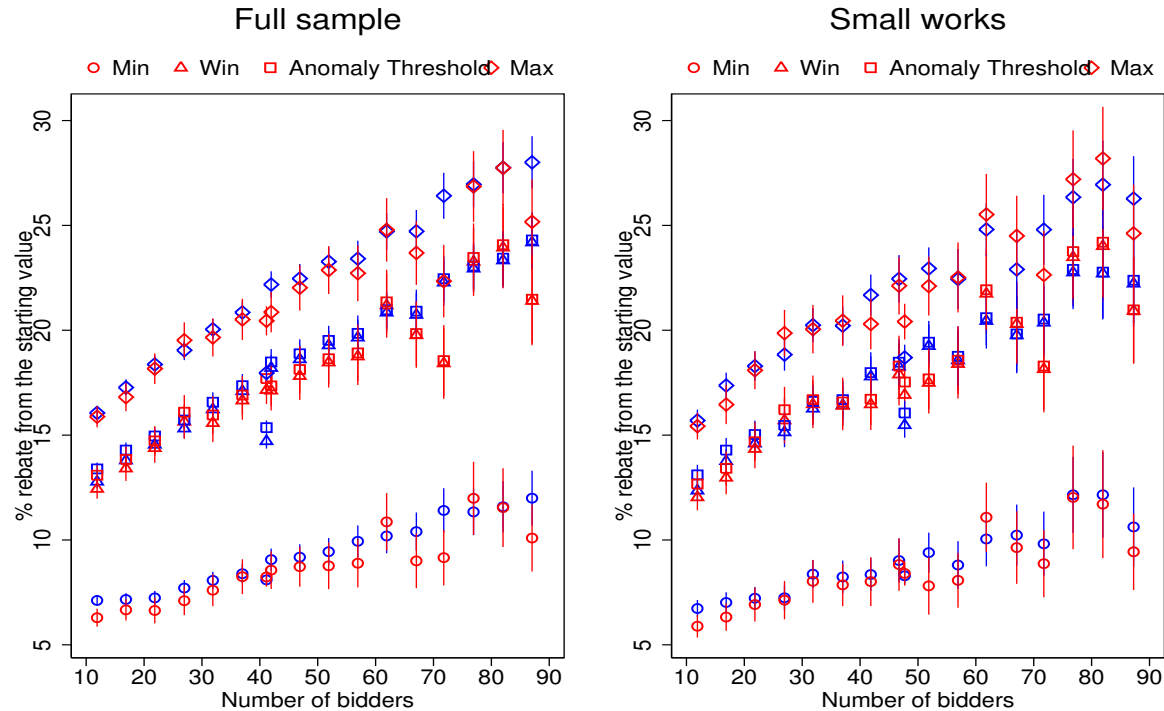 Full sample
Min Win Anomaly Threshold Max
% rebate from the starting value
30
25
20
15
10
5
10 20 30 40 50 60 70 80 90
Number of bidders
Small works
Min Win Anomaly Threshold Max
% rebate from the starting value
30
25
20
15
10
5
10 20 30 40 50 60 70 80 90
Number of bidders